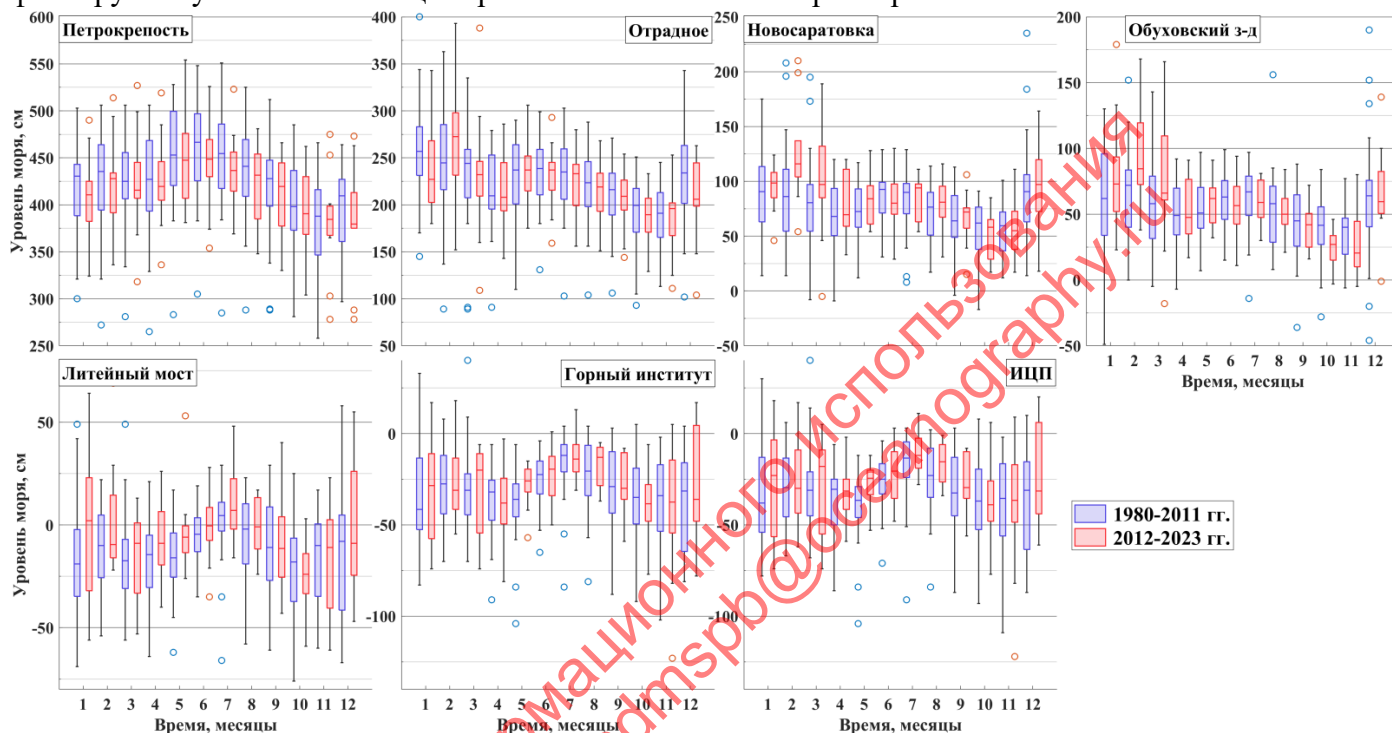 Петрокрепость
Отрадное
Новосаратовка
Обуховский з-д
Уровень моря, см
600
550
500
450
400
350
300
250
400
350
300
250
200
150
100
50
250
200
150
100
50
0
-50
200
150
100
50
0
-50
1 2 3 4 5 6 7 8 9 10 11 12
Время, месяцы
Литейный мост
Горный институт
ИЦП
Уровень моря, см
50
0
-50
0
-50
-100
0
-50
-100
1 2 3 4 5 6 7 8 9 10 11 12
Время, месяцы
1 2 3 4 5 6 7 8 9 10 11 12
Время, месяцы
1 2 3 4 5 6 7 8 9 10 11 12
Время, месяцы
1980-2011 гг.
2012-2023 гг.
использования
dmspb@oceanography.ru